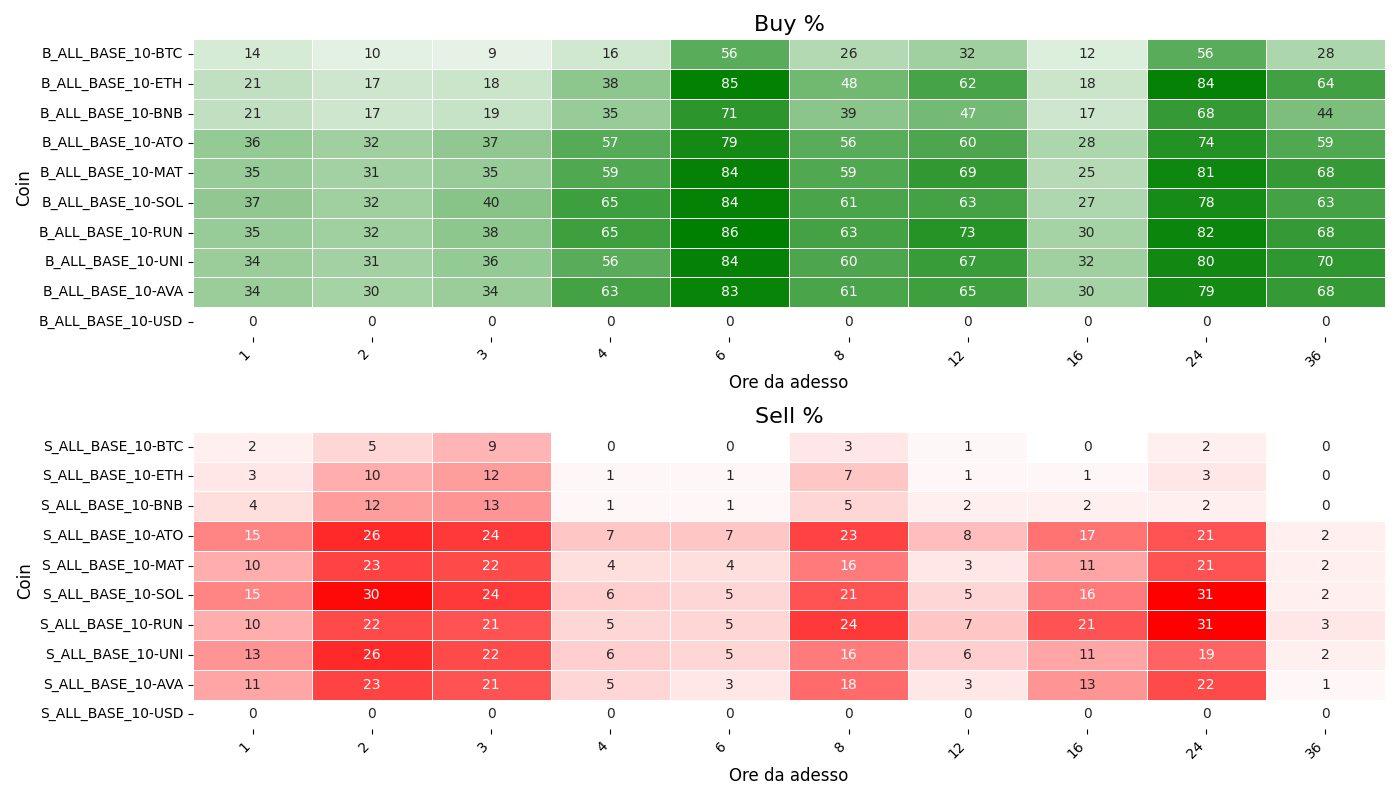 Buy %
Coin
B_ALL_BASE_10-BTC 14 10 9 16 56 26 32 12 56 28
B_ALL_BASE_10-ETH 21 17 18 38 85 48 62 18 84 64
B_ALL_BASE_10-BNB 21 17 19 35 71 39 47 17 68 44
B_ALL_BASE_10-ATO 36 32 37 57 79 56 60 28 74 59
B_ALL_BASE_10-MAT 35 31 35 59 84 59 69 25 81 68
B_ALL_BASE_10-SOL 37 32 40 65 84 61 63 27 78 63
B_ALL_BASE_10-RUN 35 32 38 65 86 63 73 30 82 68
B_ALL_BASE_10-UNI 34 31 36 56 84 60 67 32 80 70
B_ALL_BASE_10-AVA 34 30 34 63 83 61 65 30 79 68
B_ALL_BASE_10-USD 0 0 0 0 0 0 0 0 0 0
1 2 3 4 6 8 12 16 24 36
Ore da adesso
Sell %
Coin
S_ALL_BASE_10-BTC 2 5 9 0 0 3 1 0 2 0
S_ALL_BASE_10-ETH 3 10 12 1 1 7 1 1 3 0
S_ALL_BASE_10-BNB 4 12 13 1 1 5 2 2 2 0
S_ALL_BASE_10-ATO 15 26 24 7 7 23 8 17 21 2
S_ALL_BASE_10-MAT 10 23 22 4 4 16 3 11 21 2
S_ALL_BASE_10-SOL 15 30 24 6 5 21 5 16 31 2
S_ALL_BASE_10-RUN 10 22 21 5 5 24 7 21 31 3
S_ALL_BASE_10-UNI 13 26 22 6 5 16 6 11 19 2
S_ALL_BASE_10-AVA 11 23 21 5 3 18 3 13 22 1
S_ALL_BASE_10-USD 0 0 0 0 0 0 0 0 0 0
1 2 3 4 6 8 12 16 24 36
Ore da adesso